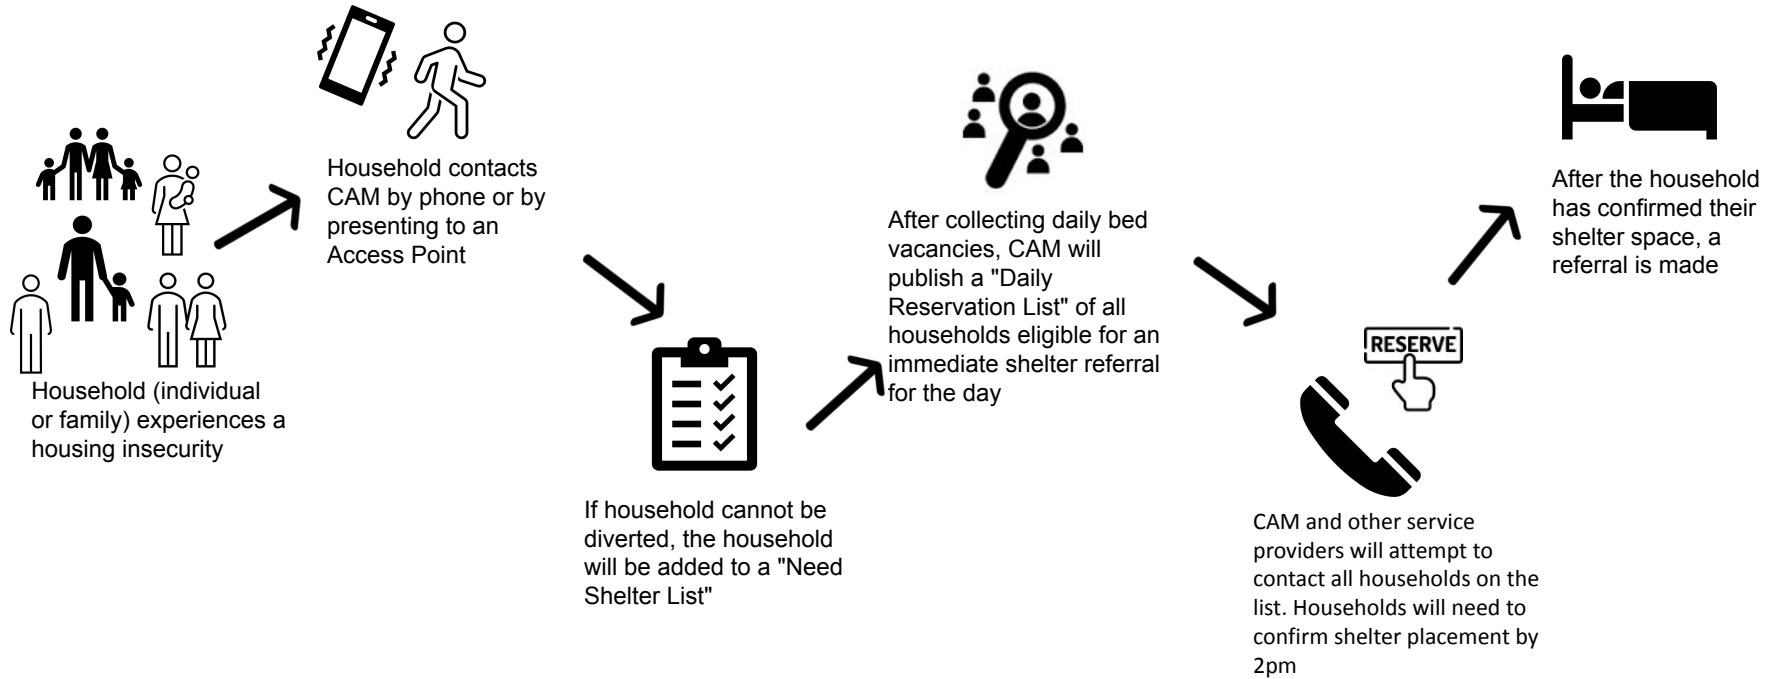 Household (individual
or family) experiences a
housing insecurity
Household contacts
CAM by phone or by
presenting to an
Access Point
If household cannot be
diverted, the household
will be added to a "Need
Shelter List"
After collecting daily bed
vacancies, CAM will
publish a "Daily
Reservation List" of all
households eligible for an
immediate shelter referral
for the day
RESERVE
CAM and other service
providers will attempt to
contact all households on the
list. Households will need to
confirm shelter placement by
2pm
After the household
has confirmed their
shelter space, a
referral is made